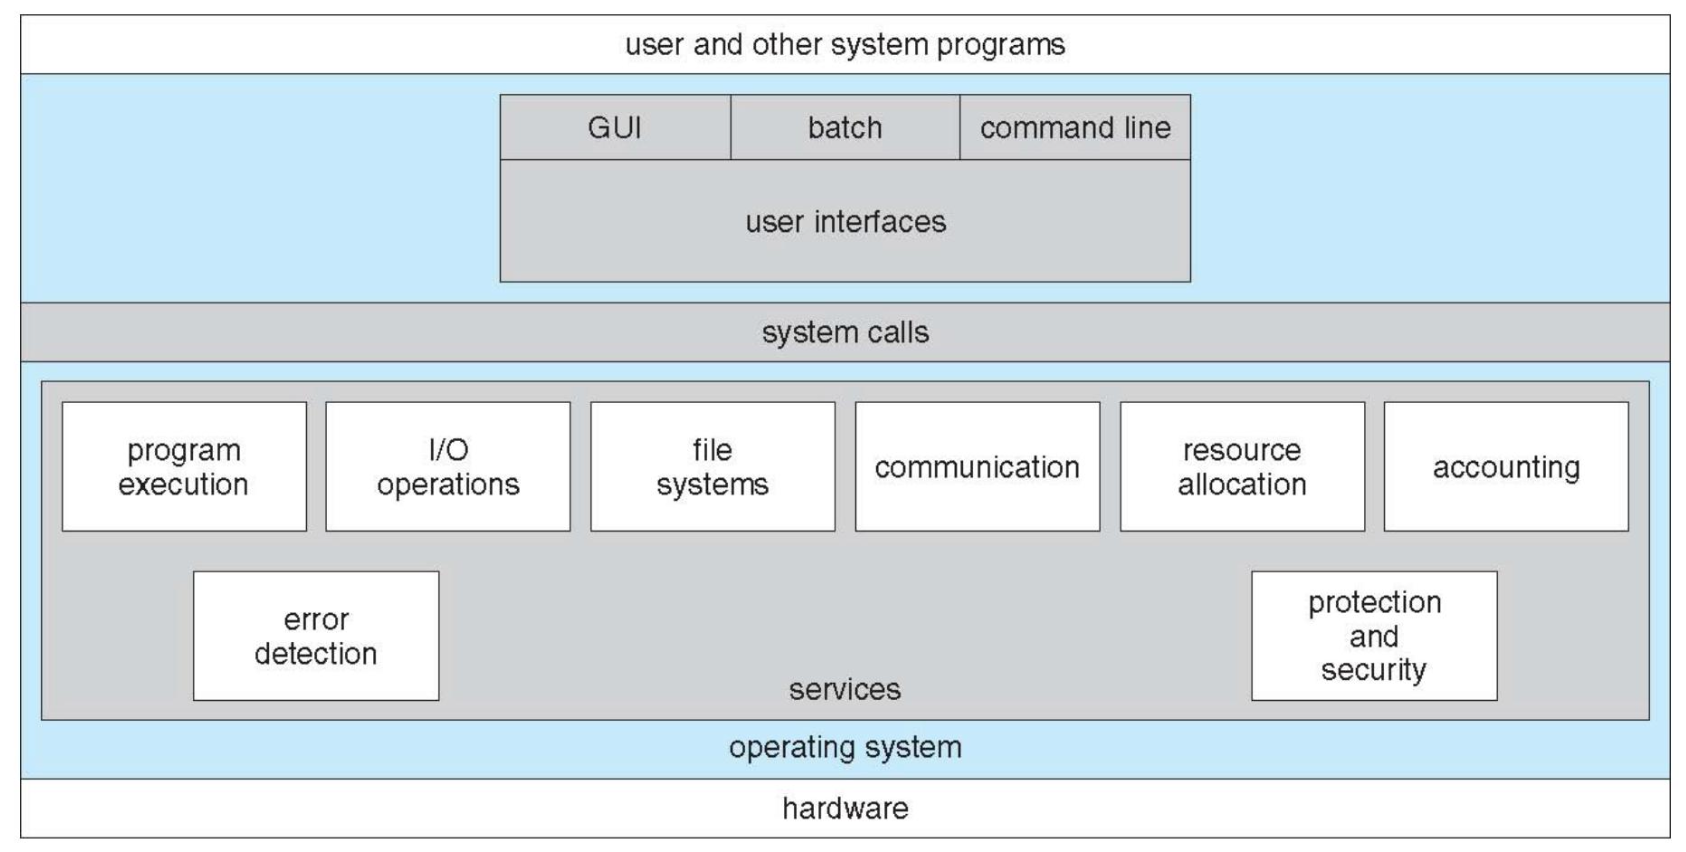 user and other system programs
GUI
batch
command line
user interfaces
system calls
program
execution
I/O
operations
file
systems
communication
resource
allocation
accounting
error
detection
protection
and
security
services
operating system
hardware